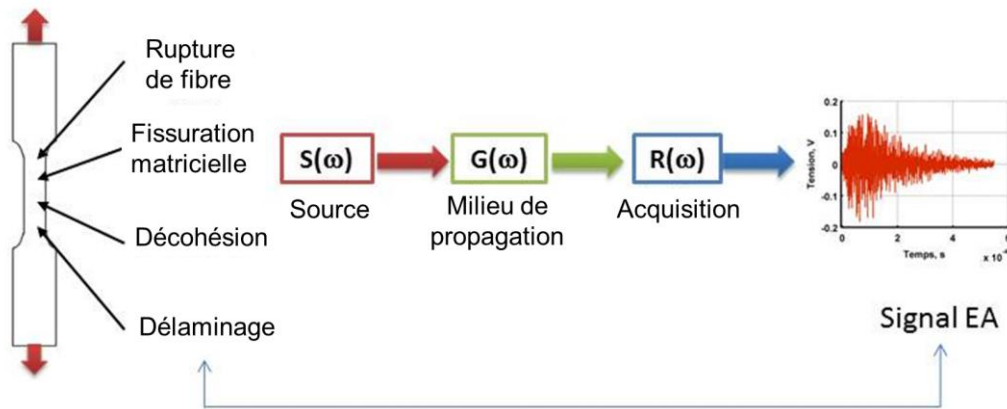 Rupture
de fibre
Fissuration
matricielle
Décohésion
Délaminage
S(ω)
Source
G(ω)
Milieu de
propagation
R(ω)
Acquisition
Tension, V
0.2
0.1
0
-0.1
-0.2
0
2
4
Temps, s
Signal EA